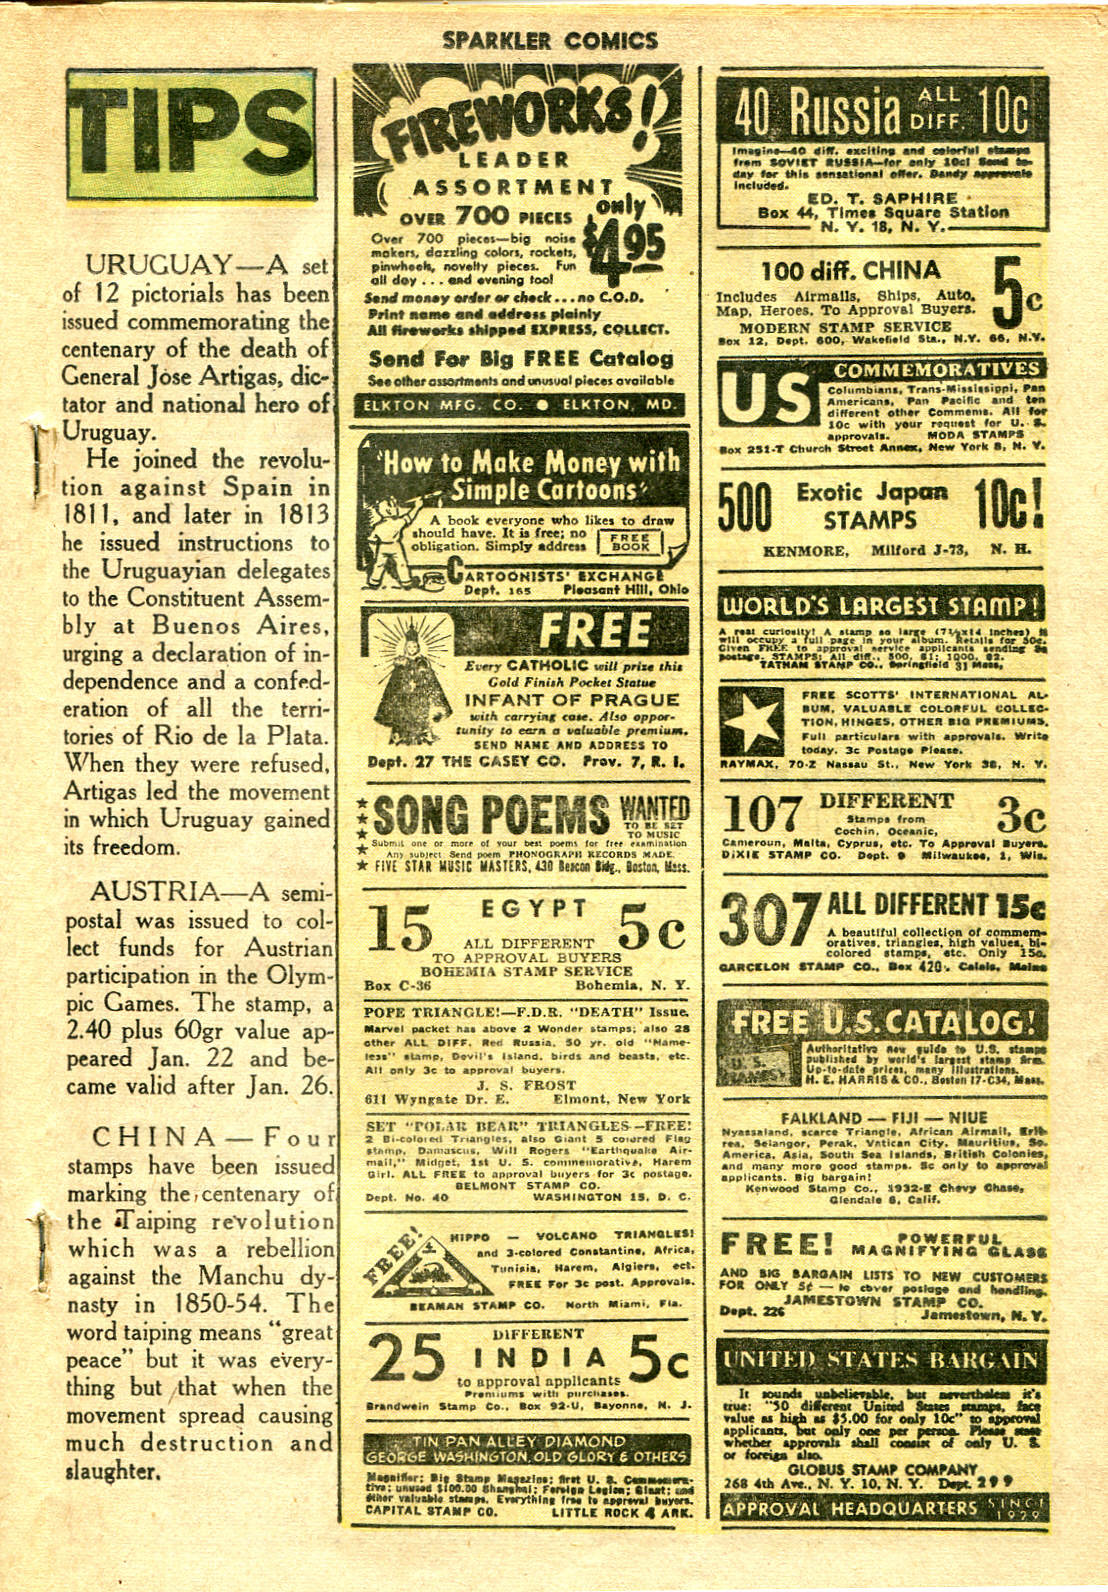 SPARKLER COMICS
TIPS
URUGUAY—A set
of 12 pictorials has been
issued commemorating the
centenary of the death of
General Jose Artigas, dic-
tator and national hero of
Uruguay.
He joined the revolu-
tion against Spain in
1811, and later in 1813
he issued instructions to
the Uruguayian delegates
to the Constituent Assem-
bly at Buenos Aires,
urging a declaration of in-
dependence and a confed-
eration of all the terri-
tories of Rio de la Plata.
When they were refused,
Artigas led the movement
in which Uruguay gained
its freedom.
AUSTRIA—A semi-
postal was issued to col-
lect funds for Austrian
participation in the Olym-
pic Games. The stamp, a
2.40 plus 60gr value ap-
peared Jan. 22 and be-
came valid after Jan. 26.
CHINA—Four
stamps have been issued
marking the centenary of
the Taiping revolution
which was a rebellion
against the Manchu dy-
nasty in 1850-54. The
word taiping means "great
peace" but it was every-
thing but that when the
movement spread causing
much destruction and
slaughter.
FIREWORKS!
LEADER
ASSORTMENT
OVER 700 PIECES
only
$4.95
Over 700 pieces—big noise
makers, dazzling colors, rockets,
pinwheels, novelty pieces. Fun
all day . . . and evening too!
Send money order or check . . . no C.O.D.
Print name and address plainly
All fireworks shipped EXPRESS, COLLECT.
Send For Big FREE Catalog
See other assortments and unusual pieces available
ELKTON MFG. CO. ● ELKTON, MD.
"How to Make Money with
Simple Cartoons"
A book everyone who likes to draw
should have. It is free; no
obligation. Simply address
FREE
BOOK
CARTOONISTS' EXCHANGE
Dept. 165 Pleasant Hill, Ohio
FREE
Every CATHOLIC will prize this
Gold Finish Pocket Statue
INFANT OF PRAGUE
with carrying case. Also oppor-
tunity to earn a valuable premium.
SEND NAME AND ADDRESS TO
Dept. 27 THE CASEY CO. Prov. 7, R. I.
SONG POEMS WANTED
TO BE SET
TO MUSIC
Submit one or more of your best poems for free examination
Any subject. Send poem PHONOGRAPH RECORDS MADE.
FIVE STAR MUSIC MASTERS, 430 Beacon Bldg., Boston, Mass.
15 EGYPT 5c
ALL DIFFERENT
TO APPROVAL BUYERS
BOHEMIA STAMP SERVICE
Box C-36 Bohemia, N. Y.
POPE TRIANGLE!—F.D.R. "DEATH" Issue.
Marvel packet has above 2 Wonder stamps; also 28
other ALL DIFF. Red Russia, 50 yr. old "Name-
less" stamp, Devil's Island, birds and beasts, etc.
All only 3c to approval buyers.
J. S. FROST
611 Wyngate Dr. E. Elmont, New York
SET "POLAR BEAR" TRIANGLES—FREE!
2 Bi-colored Triangles, also Giant 5 colored Flag
stamp, Damascus, Will Rogers "Earthquake Air-
mail," Midget, 1st U. S. commemorative, Harem
Girl. ALL FREE to approval buyers for 3c postage.
BELMONT STAMP CO.
Dept. No. 40 WASHINGTON 15, D. C.
FREE!
HIPPO — VOLCANO TRIANGLES!
and 3-colored Constantine, Africa,
Tunisia, Harem, Algiers, ect.
FREE For 3c post. Approvals.
BEAMAN STAMP CO. North Miami, Fla.
25 DIFFERENT
INDIA 5c
to approval applicants
Premiums with purchases.
Brandwein Stamp Co., Box 92-U, Bayonne, N. J.
TIN PAN ALLEY DIAMOND
GEORGE WASHINGTON, OLD GLORY & OTHERS
Magnifier; Big Stamp Magazine; first U. S. Commemora-
tive; unused $100.00 Shanghai; Foreign Legion; Giant; and
other valuable stamps. Everything free to approval buyers.
CAPITAL STAMP CO. LITTLE ROCK 4 ARK.
40 Russia ALL
DIFF. 10c
Imagine—40 diff. exciting and colorful stamps
from SOVIET RUSSIA—for only 10c! Send to-
day for this sensational offer. Dandy approvals
included.
ED. T. SAPHIRE
Box 44, Times Square Station
N. Y. 18, N. Y.
100 diff. CHINA 5c
Includes Airmails, Ships, Auto,
Map, Heroes. To Approval Buyers.
MODERN STAMP SERVICE
Box 12, Dept. 600, Wakefield Sta., N.Y. 66, N.Y.
US COMMEMORATIVES
Columbians, Trans-Mississippi, Pan
Americans, Pan Pacific and ten
different other Commems. All for
10c with your request for U. S.
approvals. MODA STAMPS
Box 251-T Church Street Annex, New York 8, N. Y.
500 Exotic Japan
STAMPS 10c!
KENMORE, Milford J-73, N. H.
WORLD'S LARGEST STAMP!
A real curiosity! A stamp so large (7½x14 inches) it
will occupy a full page in your album. Retails for 50c.
Given FREE to approval service applicants sending 3c
postage. STAMPS: All dif., 500, $1; 1000, $2.
TATHAM STAMP CO., Springfield 31 Mass.
FREE SCOTTS' INTERNATIONAL AL-
BUM, VALUABLE COLORFUL COLLEC-
TION, HINGES, OTHER BIG PREMIUMS.
Full particulars with approvals. Write
today. 3c Postage Please.
RAYMAX, 70-Z Nassau St., New York 38, N. Y.
107 DIFFERENT 3c
Stamps from
Cochin, Oceanic,
Cameroun, Malta, Cyprus, etc. To Approval Buyers.
DIXIE STAMP CO. Dept. 9 Milwaukee, 1, Wis.
307 ALL DIFFERENT 15c
A beautiful collection of commem-
oratives, triangles, high values, bi-
colored stamps, etc. Only 15c.
GARCELON STAMP CO., Box 420, Calais, Maine
FREE U.S. CATALOG!
U. S.
STAMPS
Authoritative new guide to U.S. stamps
published by world's largest stamp firm.
Up-to-date prices, many illustrations.
H. E. HARRIS & CO., Boston 17-C34, Mass.
FALKLAND — FIJI — NIUE
Nyassaland, scarce Triangle, African Airmail, Erit-
rea, Selangor, Perak, Vatican City, Mauritius, So.
America, Asia, South Sea Islands, British Colonies,
and many more good stamps. 5c only to approval
applicants. Big bargain!
Kenwood Stamp Co., 1932-E Chevy Chase,
Glendale 6, Calif.
FREE! POWERFUL
MAGNIFYING GLASS
AND BIG BARGAIN LISTS TO NEW CUSTOMERS
FOR ONLY 5¢ — to cover postage and handling.
JAMESTOWN STAMP CO.
Dept. 226 Jamestown, N. Y.
UNITED STATES BARGAIN
It sounds unbelievable, but nevertheless it's
true: "50 different United States stamps, face
value as high as $5.00 for only 10c" to approval
applicants, but only one per person. Please state
whether approvals shall consist of only U. S.
or foreign also.
GLOBUS STAMP COMPANY
268 4th Ave., N. Y. 10, N. Y. Dept. 299
APPROVAL HEADQUARTERS SINCE
1929